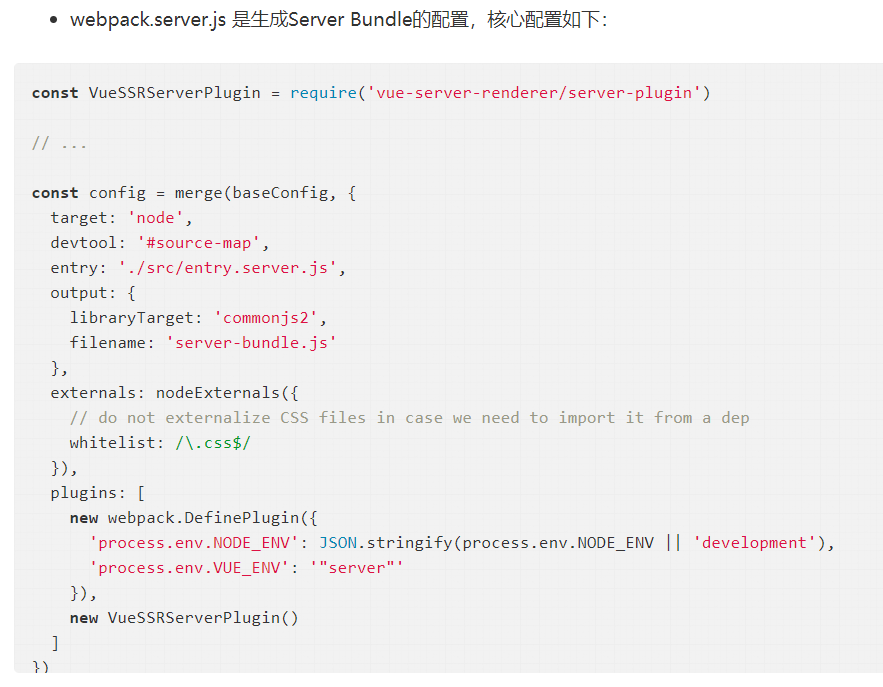 • webpack.server.js 是生成Server Bundle的配置，核心配置如下：
const VueSSRServerPlugin = require('vue-server-renderer/server-plugin')
// ...
const config = merge(baseConfig, {
  target: 'node',
  devtool: '#source-map',
  entry: './src/entry.server.js',
  output: {
    libraryTarget: 'commonjs2',
    filename: 'server-bundle.js'
  },
  externals: nodeExternals({
    // do not externalize CSS files in case we need to import it from a dep
    whitelist: /\.css$/
  }),
  plugins: [
    new webpack.DefinePlugin({
      'process.env.NODE_ENV': JSON.stringify(process.env.NODE_ENV || 'development'),
      'process.env.VUE_ENV': '"server"'
    }),
    new VueSSRServerPlugin()
  ]
})